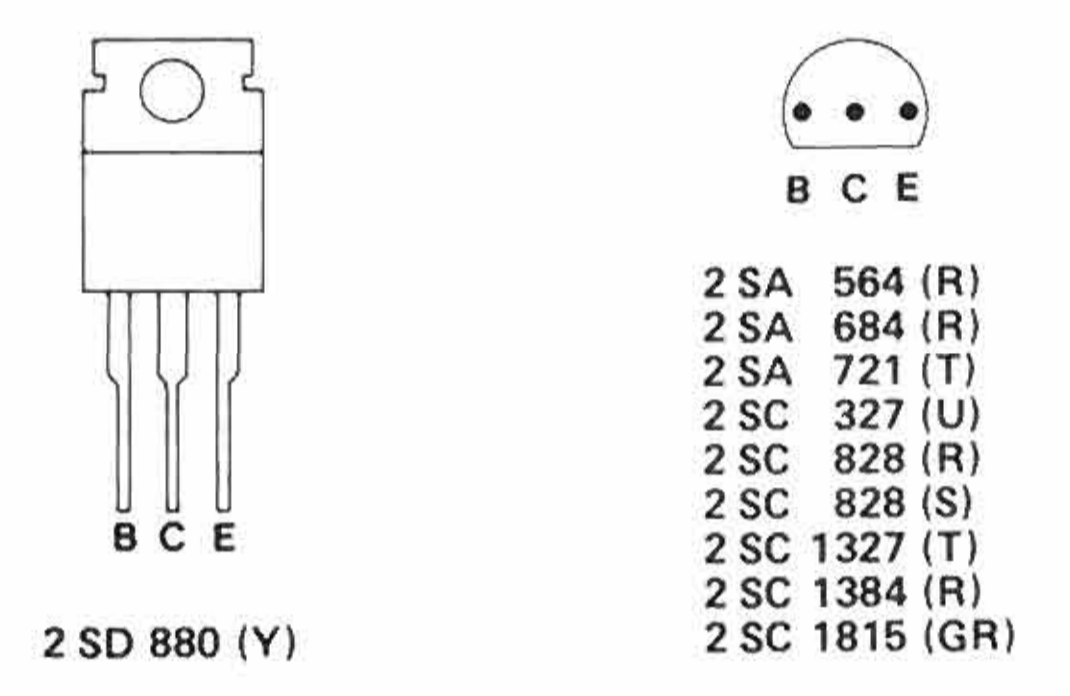 B C E
2 SD 880 (Y)
B C E
2 SA 564 (R)
2 SA 684 (R)
2 SA 721 (T)
2 SC 327 (U)
2 SC 828 (R)
2 SC 828 (S)
2 SC 1327 (T)
2 SC 1384 (R)
2 SC 1815 (GR)